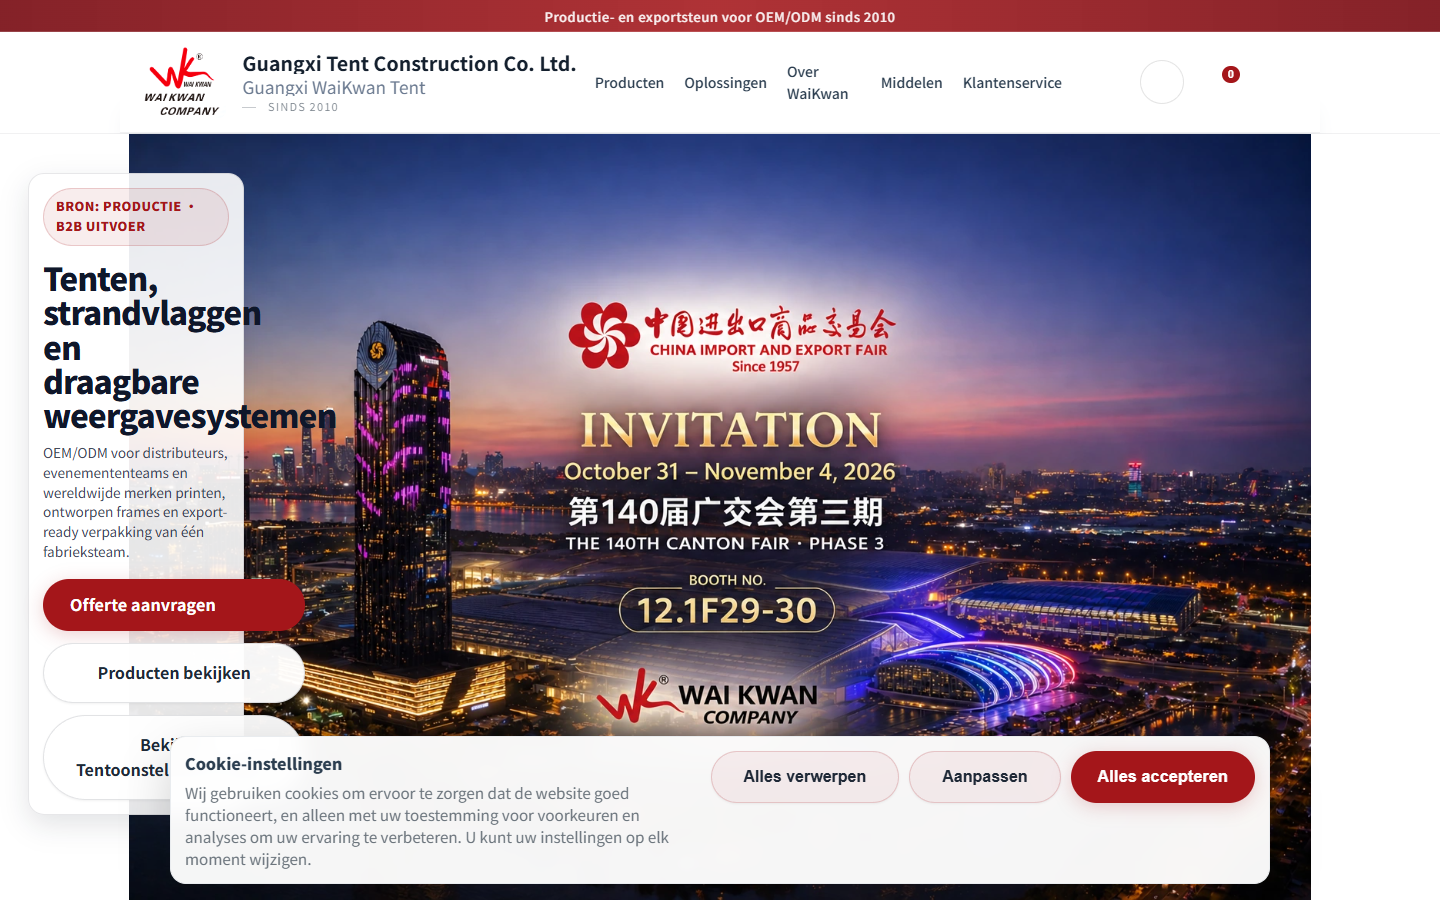 Productie- en exportsteun voor OEM/ODM sinds 2010
WK®
WAI KWAN
WAI KWAN
COMPANY
Guangxi Tent Construction Co. Ltd.
Guangxi WaiKwan Tent
SINDS 2010
Producten
Oplossingen
Over
WaiKwan
Middelen
Klantenservice
0
BRON: PRODUCTIE •
B2B UITVOER
Tenten,
strandvlaggen
en
draagbare
weergavesystemen
OEM/ODM voor distributeurs,
evenemententeams en
wereldwijde merken printen,
ontworpen frames en export-
ready verpakking van één
fabrieksteam.
Offerte aanvragen
Producten bekijken
Tentoonstel
中国进出口商品交易会
CHINA IMPORT AND EXPORT FAIR
Since 1957
INVITATION
October 31 – November 4, 2026
第140届广交会第三期
THE 140TH CANTON FAIR · PHASE 3
BOOTH NO.
12.1F29-30
WK® WAI KWAN
COMPANY
Cookie-instellingen
Wij gebruiken cookies om ervoor te zorgen dat de website goed
functioneert, en alleen met uw toestemming voor voorkeuren en
analyses om uw ervaring te verbeteren. U kunt uw instellingen op elk
moment wijzigen.
Alles verwerpen
Aanpassen
Alles accepteren